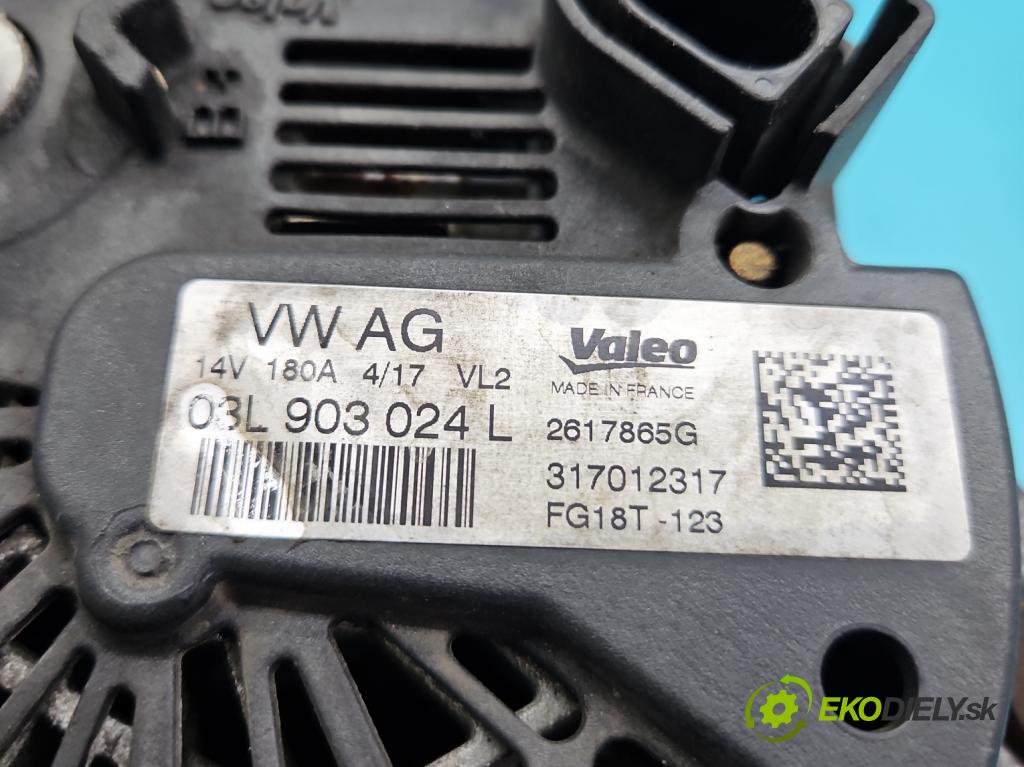 Valeo
VW AG
14V 180A 4/17 VL2
03L 903 024 L
Valeo
MADE IN FRANCE
2617865G
317012317
FG18T -123
EKODIELY.sk